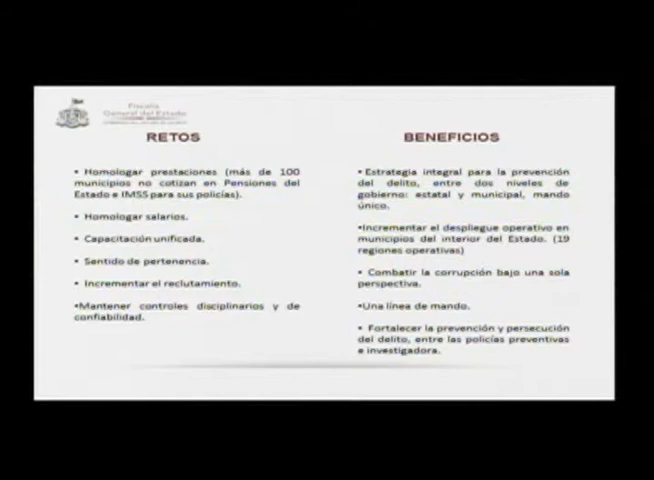 Fiscalía
General del Estado
RETOS
• Homologar prestaciones (más de 100
municipios no cotizan en Pensiones del
Estado e IMSS para sus policías).
• Homologar salarios.
• Capacitación unificada.
• Sentido de pertenencia.
• Incrementar el reclutamiento.
•Mantener controles disciplinarios y de
confiabilidad.
BENEFICIOS
• Estrategia integral para la prevención
del delito, entre dos niveles de
gobierno: estatal y municipal, mando
único.
•Incrementar el despliegue operativo en
municipios del interior del Estado. (19
regiones operativas)
• Combatir la corrupción bajo una sola
perspectiva.
•Una línea de mando.
• Fortalecer la prevención y persecución
del delito, entre las policías preventivas
e investigadora.